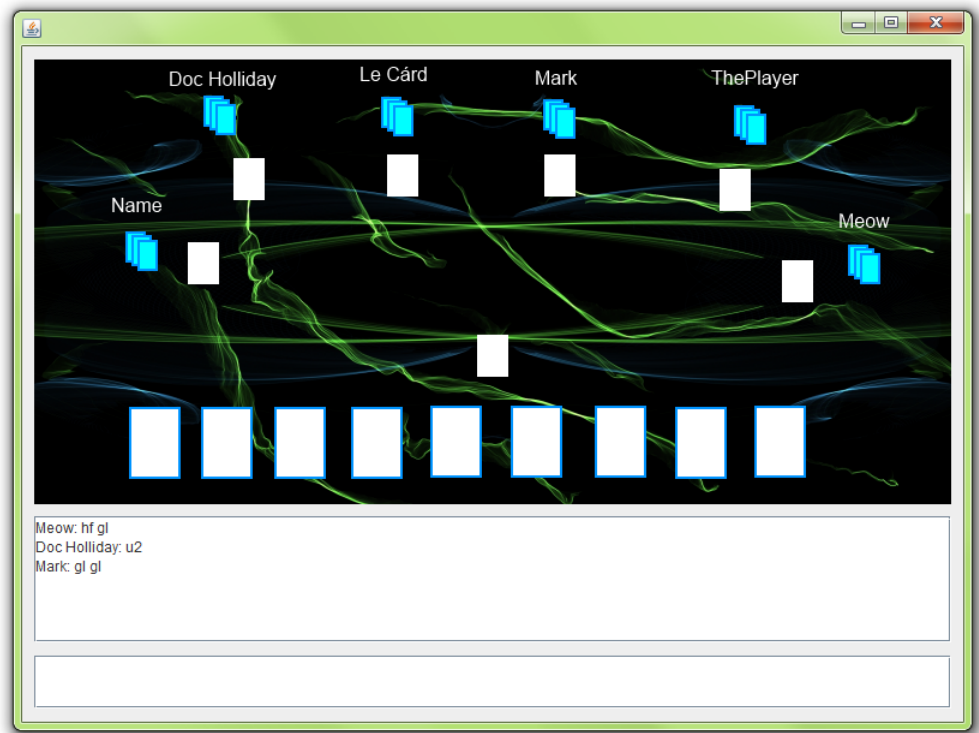 Doc Holliday
Le Cárd
Mark
ThePlayer
Name
Meow
Meow: hf gl
Doc Holliday: u2
Mark: gl gl